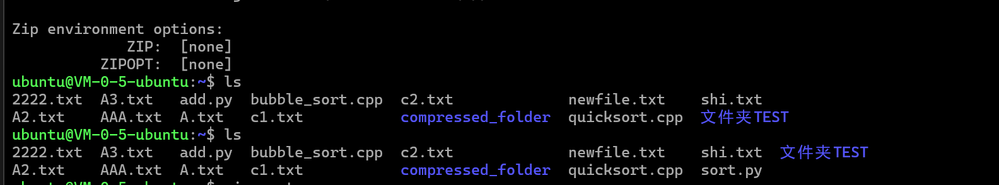 Zip environment options:
ZIP:  [none]
ZIPOPT:  [none]
ubuntu@VM-0-5-ubuntu:~$ ls
2222.txt  A3.txt   add.py  bubble_sort.cpp  c2.txt             newfile.txt    shi.txt
A2.txt    AAA.txt  A.txt   c1.txt           compressed_folder  quicksort.cpp  文件夹TEST
ubuntu@VM-0-5-ubuntu:~$ ls
2222.txt  A3.txt   add.py  bubble_sort.cpp  c2.txt             newfile.txt    shi.txt  文件夹TEST
A2.txt    AAA.txt  A.txt   c1.txt           compressed_folder  quicksort.cpp  sort.py